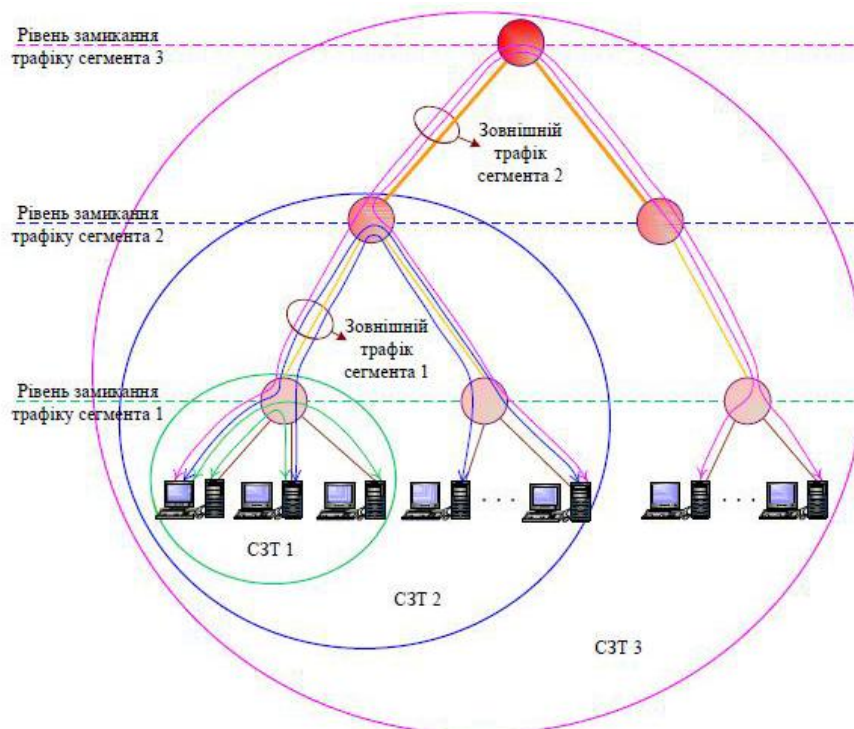 Рівень замикання
трафіку сегмента 3
Зовнішній
трафік
сегмента 2
Рівень замикання
трафіку сегмента 2
Зовнішній
трафік
сегмента 1
Рівень замикання
трафіку сегмента 1
СЗТ 1
СЗТ 2
СЗТ 3